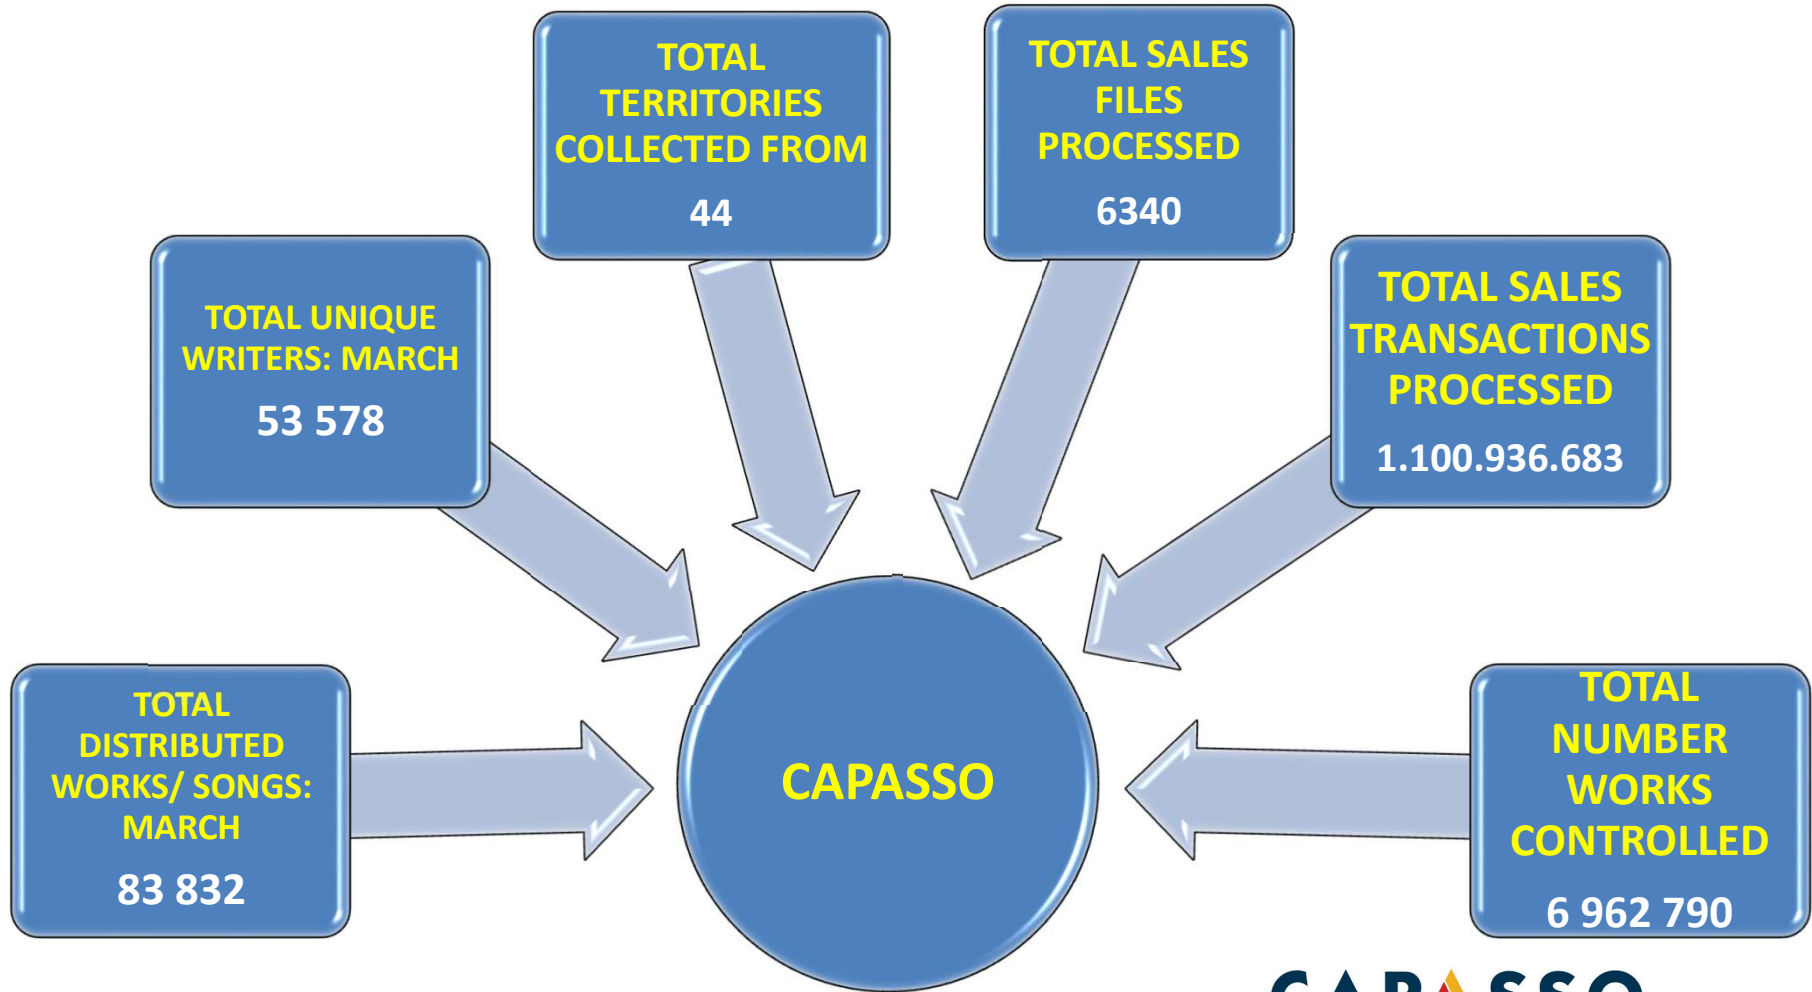 TOTAL
TERRITORIES
COLLECTED FROM
44
TOTAL SALES
FILES
PROCESSED
6340
TOTAL UNIQUE
WRITERS: MARCH
53 578
TOTAL SALES
TRANSACTIONS
PROCESSED
1.100.936.683
TOTAL
DISTRIBUTED
WORKS/ SONGS:
MARCH
83 832
CAPASSO
TOTAL
NUMBER
WORKS
CONTROLLED
6 962 790
CAPASSO